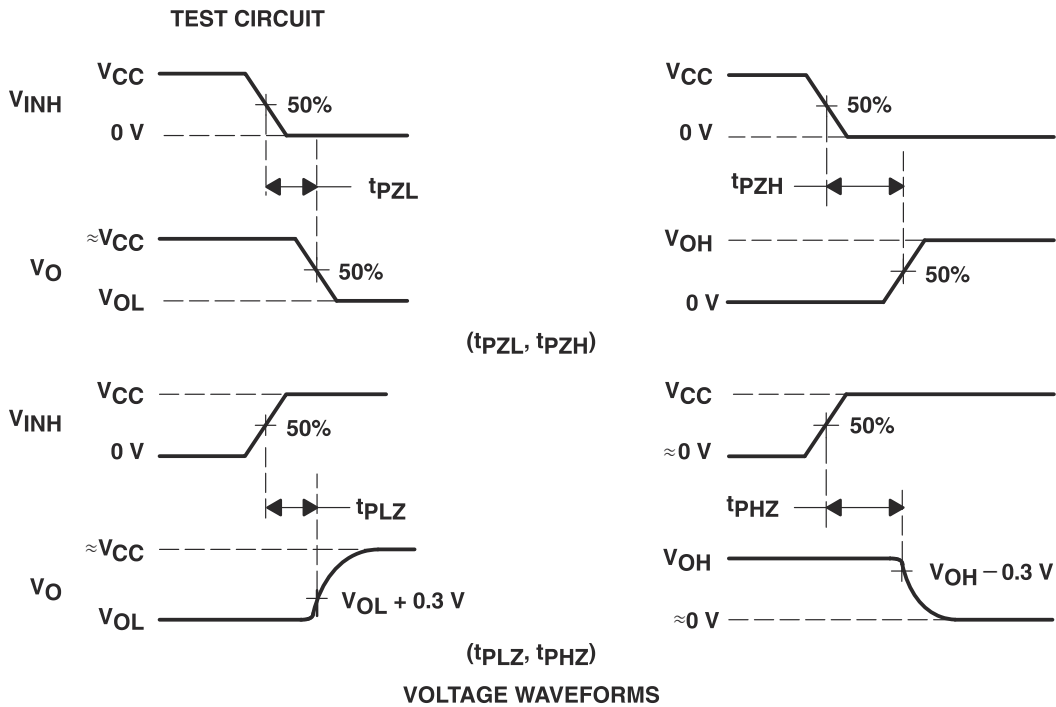 TEST CIRCUIT
VCC
VINH
50%
0 V
tPZL
≈VCC
VO
50%
VOL
VCC
50%
0 V
tPZH
VOH
50%
0 V
(tPZL, tPZH)
VCC
VINH
50%
0 V
tPLZ
≈VCC
VO
VOL + 0.3 V
VOL
VCC
50%
≈0 V
tPHZ
VOH
VOH – 0.3 V
≈0 V
(tPLZ, tPHZ)
VOLTAGE WAVEFORMS